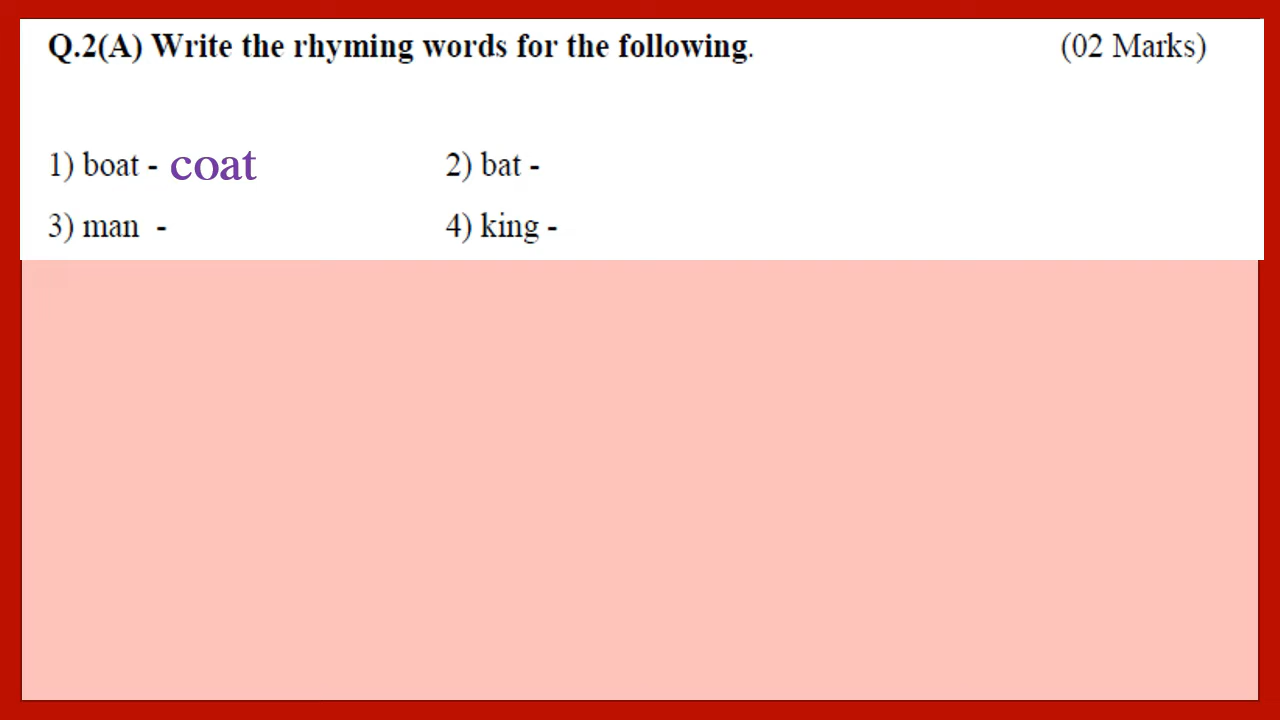 Q.2(A) Write the rhyming words for the following. (02 Marks)
1) boat - coat 2) bat -
3) man - 4) king -